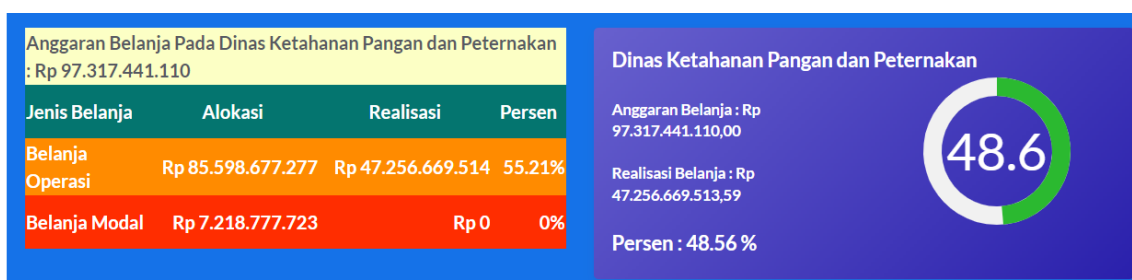 Anggaran Belanja Pada Dinas Ketahanan Pangan dan Peternakan
: Rp 97.317.441.110
Jenis Belanja Alokasi Realisasi Persen
Belanja
Operasi Rp 85.598.677.277 Rp 47.256.669.514 55.21%
Belanja Modal Rp 7.218.777.723 Rp 0 0%
Dinas Ketahanan Pangan dan Peternakan
Anggaran Belanja : Rp
97.317.441.110,00
Realisasi Belanja : Rp
47.256.669.513,59
Persen : 48.56 %
48.6